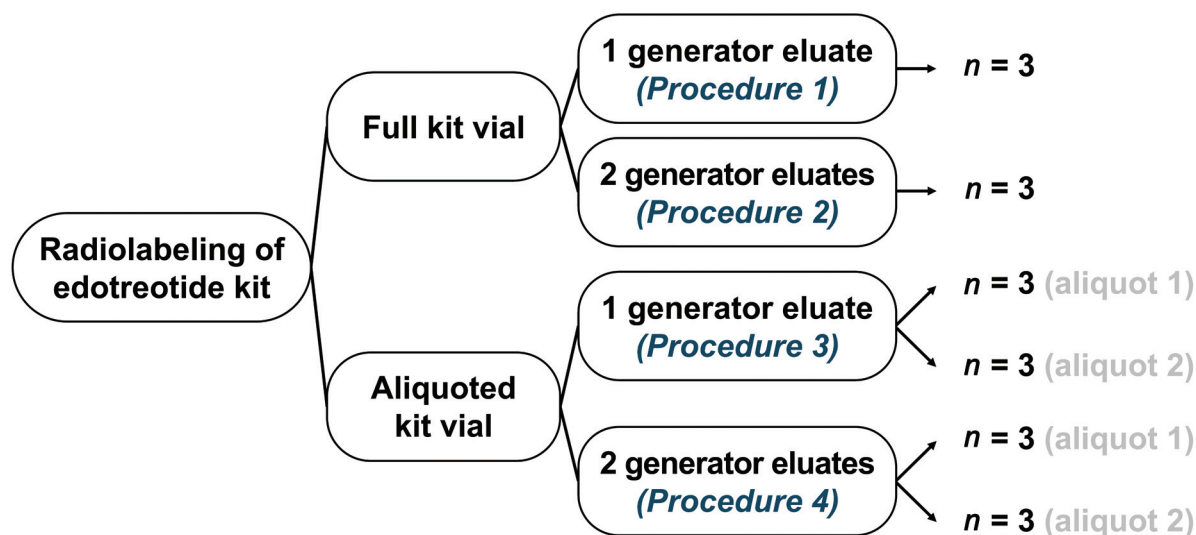 Radiolabeling of
edotreotide kit
Full kit vial
1 generator eluate
(Procedure 1)
n = 3
2 generator eluates
(Procedure 2)
n = 3
Aliquoted
kit vial
1 generator eluate
(Procedure 3)
n = 3 (aliquot 1)
n = 3 (aliquot 2)
2 generator eluates
(Procedure 4)
n = 3 (aliquot 1)
n = 3 (aliquot 2)